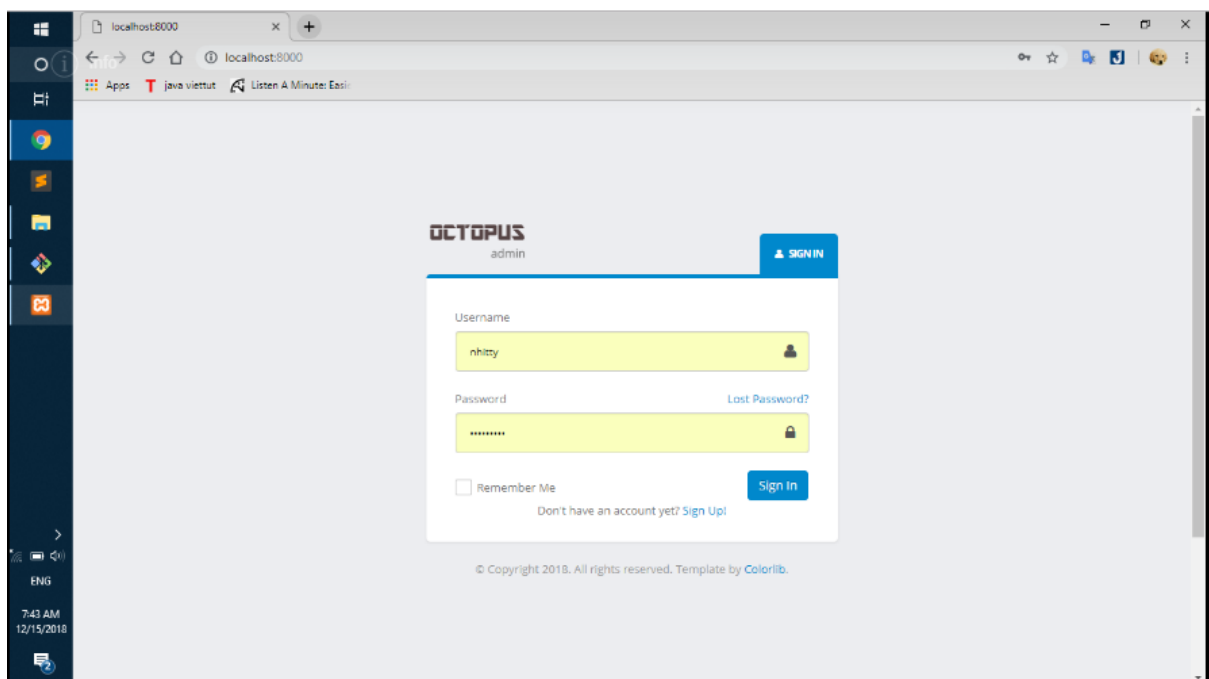 localhost:8000
info
localhost:8000
Apps
java viettut
Listen A Minute: Easi
OCTOPUS
admin
SIGN IN
Username
nhitty
Password
Lost Password?
•••••••••
Remember Me
Sign In
Don't have an account yet? Sign Up!
© Copyright 2018. All rights reserved. Template by Colorlib.
ENG
7:43 AM
12/15/2018
2